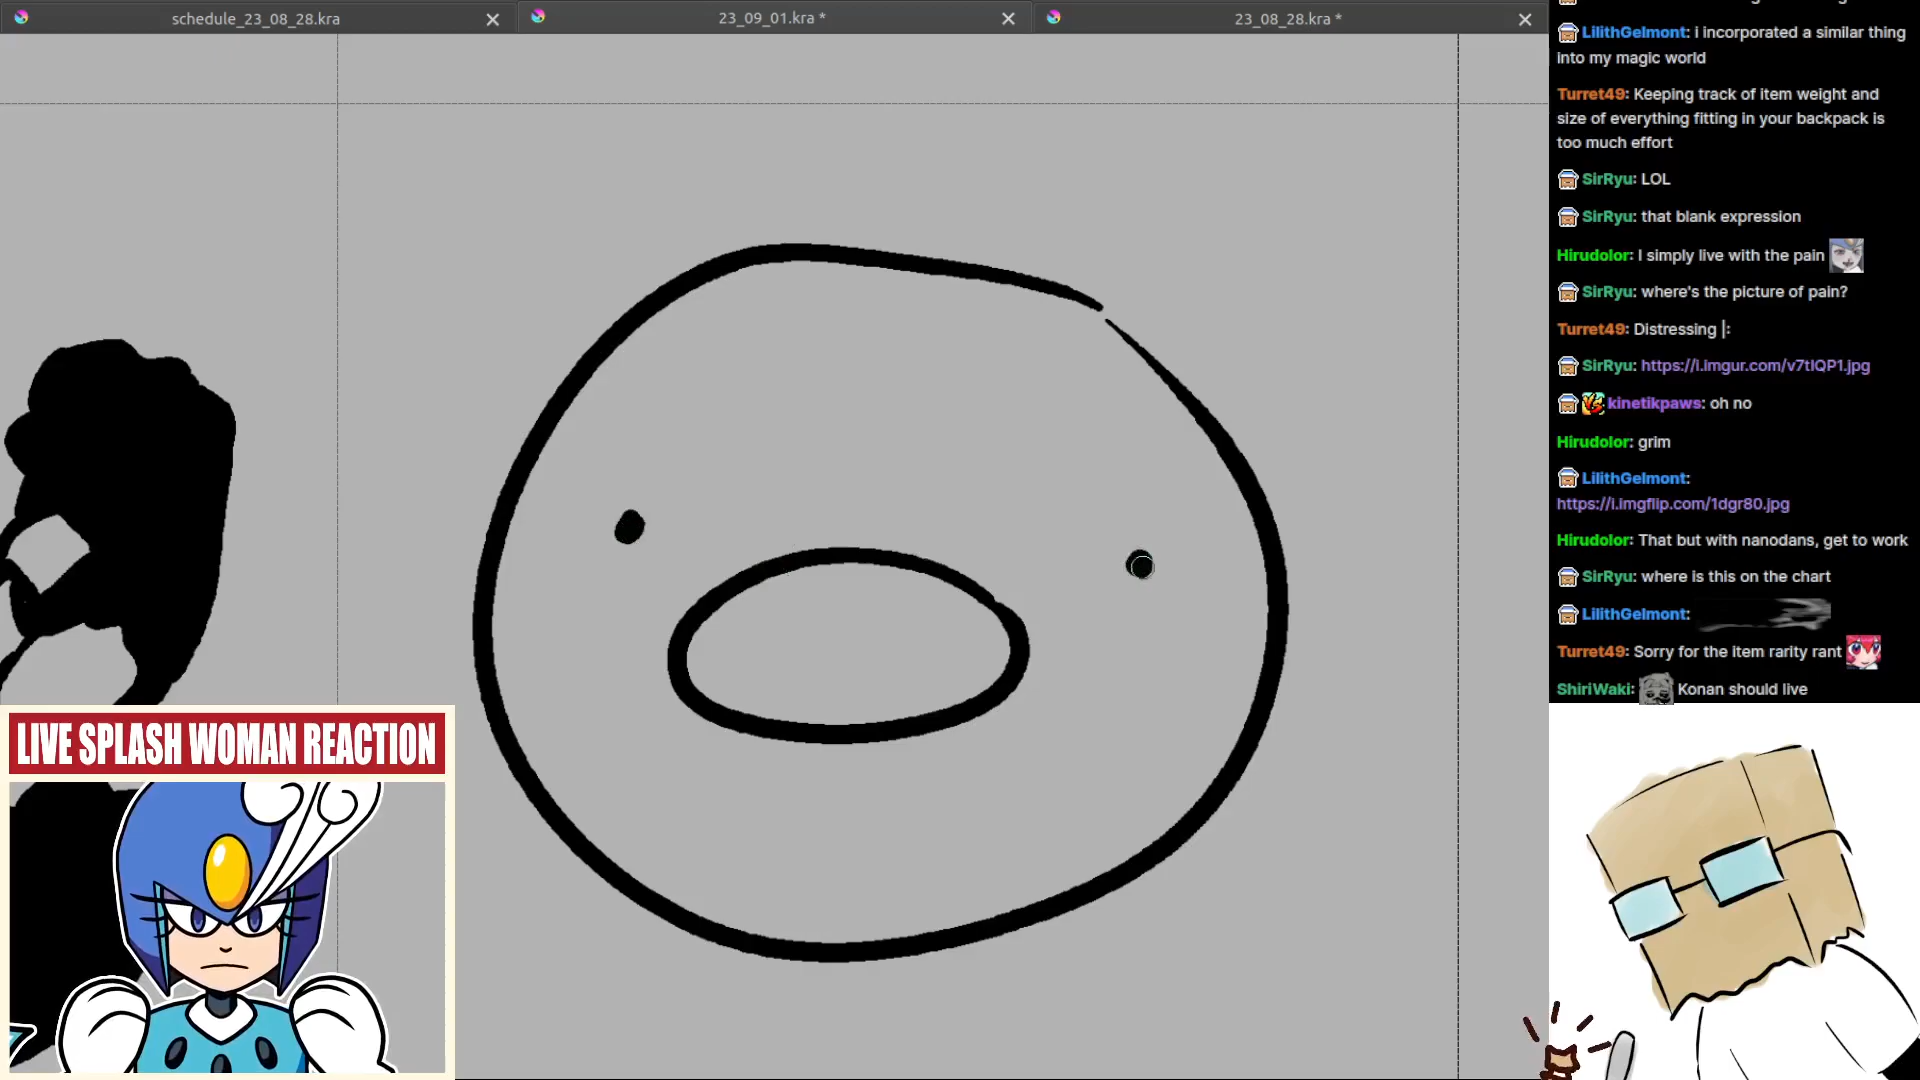 schedule_23_08_28.kra
23_09_01.kra *
23_08_28.kra *
LilithGelmont: i incorporated a similar thing
into my magic world
Turret49: Keeping track of item weight and
size of everything fitting in your backpack is
too much effort
SirRyu: LOL
SirRyu: that blank expression
Hirudolor: I simply live with the pain
SirRyu: where's the picture of pain?
Turret49: Distressing |:
SirRyu: https://i.imgur.com/v7tIQP1.jpg
kinetikpaws: oh no
Hirudolor: grim
LilithGelmont:
https://i.imgflip.com/1dgr80.jpg
Hirudolor: That but with nanodans, get to work
SirRyu: where is this on the chart
LilithGelmont:
Turret49: Sorry for the item rarity rant
ShiriWaki: Konan should live
LIVE SPLASH WOMAN REACTION